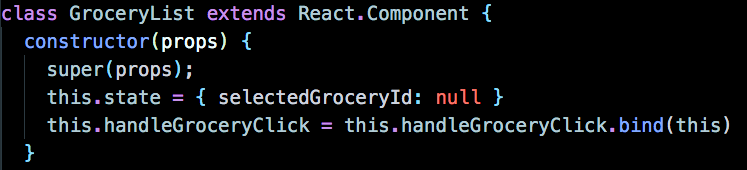 class GroceryList extends React.Component {
constructor(props) {
super(props);
this.state = { selectedGroceryId: null }
this.handleGroceryClick = this.handleGroceryClick.bind(this)
}